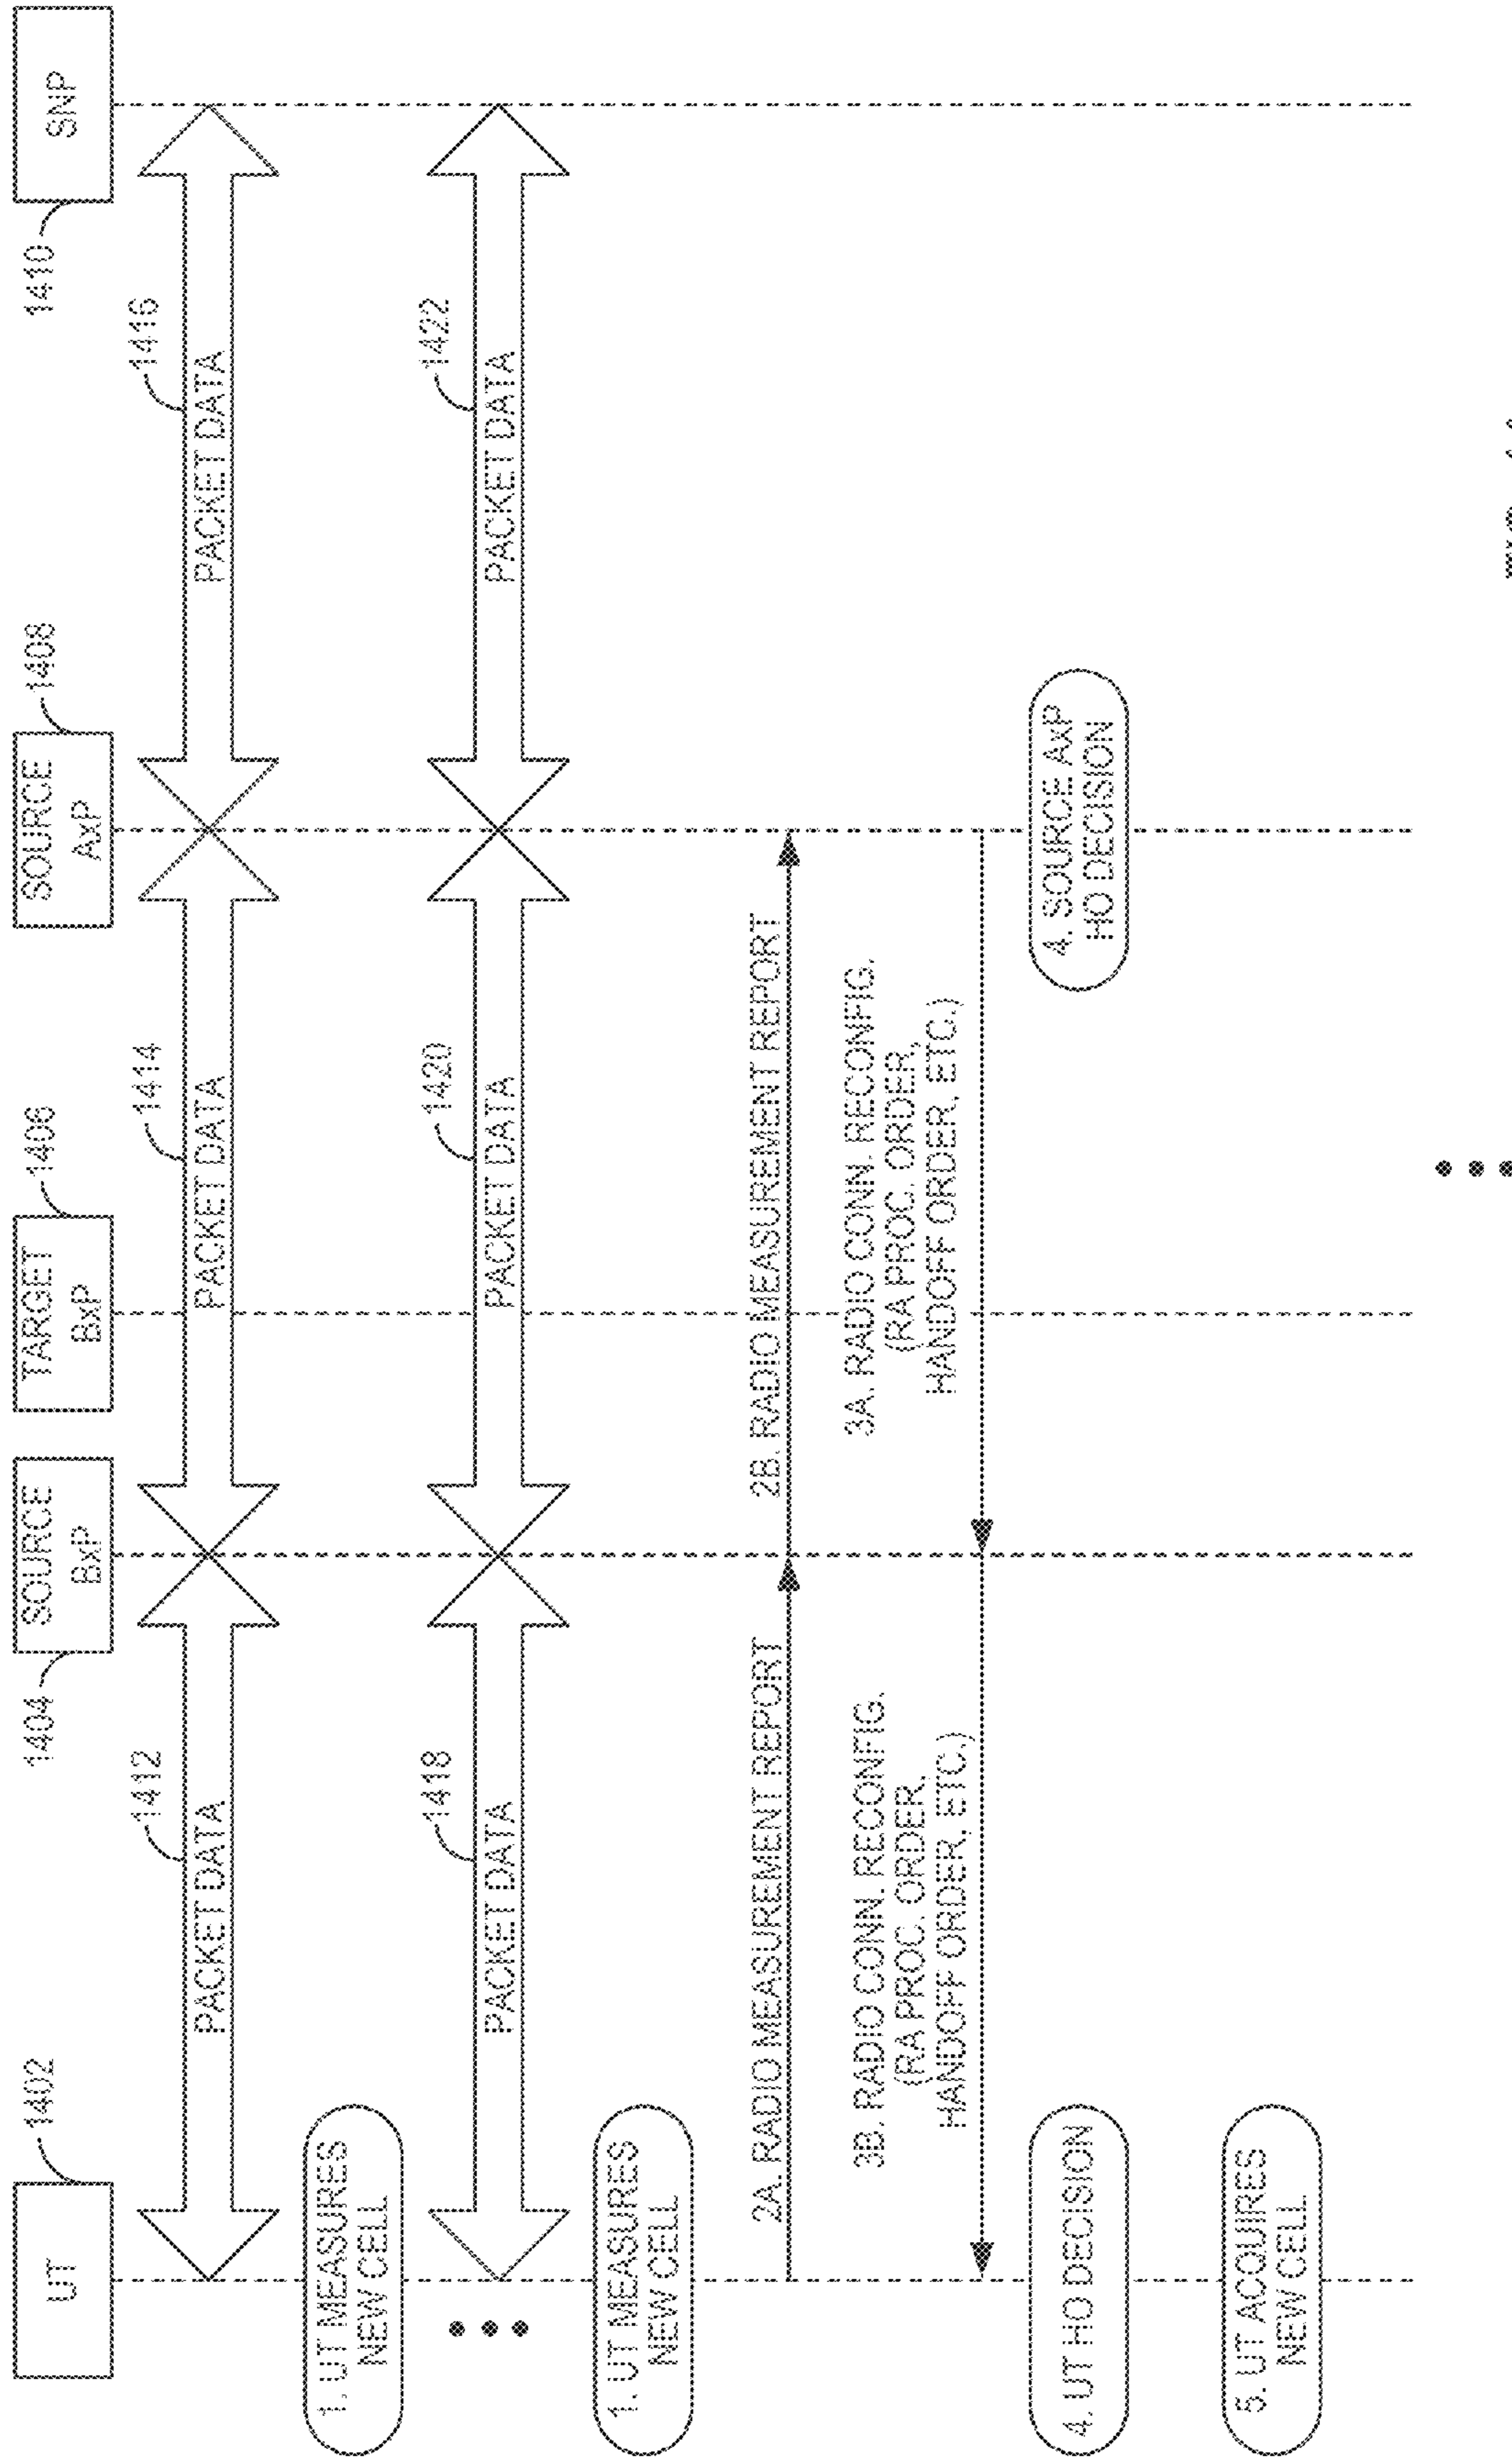 UT
1402
SOURCE
BxP
1404
TARGET
BxP
1406
SOURCE
AxP
1408
SNP
1410
PACKET DATA
1412
PACKET DATA
1414
PACKET DATA
1416
1. UT MEASURES
NEW CELL
PACKET DATA
1418
PACKET DATA
1420
PACKET DATA
1422
1. UT MEASURES
NEW CELL
2A. RADIO MEASUREMENT REPORT
2B. RADIO MEASUREMENT REPORT
3A. RADIO CONN. RECONFIG.
(RA PROC. ORDER,
HANDOFF ORDER, ETC.)
3B. RADIO CONN. RECONFIG.
(RA PROC. ORDER,
HANDOFF ORDER, ETC.)
4. UT HO DECISION
4. SOURCE AxP
HO DECISION
5. UT ACQUIRES
NEW CELL